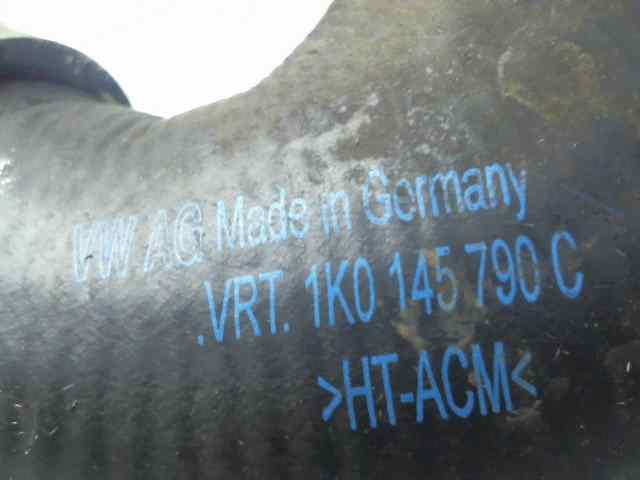 VW AG Made in Germany
.VRT. 1K0 145 790 C
>HT-ACM<